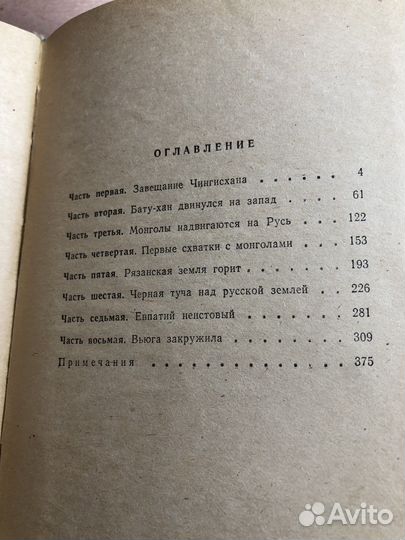 ОГЛАВЛЕНИЕ
Часть первая. Завещание Чингисхана . . . . . . . 4
Часть вторая. Бату-хан двинулся на запад . . . . . 61
Часть третья. Монголы надвигаются на Русь . . . . 122
Часть четвертая. Первые схватки с монголами . . . . 153
Часть пятая. Рязанская земля горит . . . . . . . 193
Часть шестая. Черная туча над русской землей . . . 226
Часть седьмая. Евпатий неистовый . . . . . . . 281
Часть восьмая. Вьюга закружила . . . . . . . . 309
Примечания . . . . . . . . . . . . 375
Avito